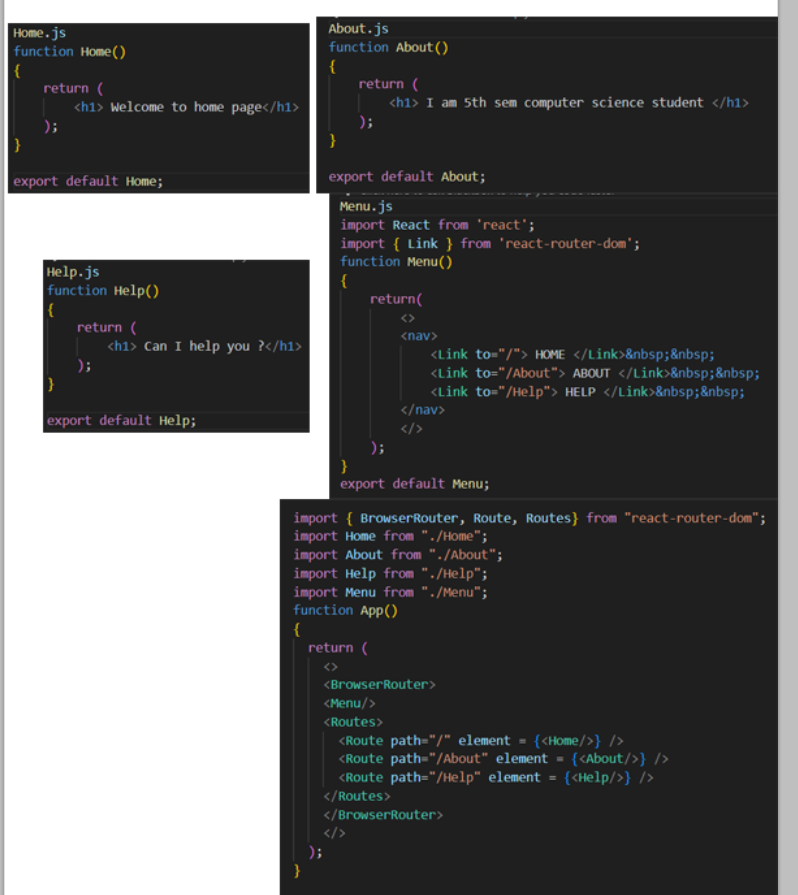 Home.js
function Home()
{
    return (
        <h1> Welcome to home page</h1>
    );
}
export default Home;
About.js
function About()
{
    return (
        <h1> I am 5th sem computer science student </h1>
    );
}
export default About;
Help.js
function Help()
{
    return (
        <h1> Can I help you ?</h1>
    );
}
export default Help;
Menu.js
import React from 'react';
import { Link } from 'react-router-dom';
function Menu()
{
    return(
        <>
        <nav>
            <Link to="/"> HOME </Link>&nbsp;&nbsp;
            <Link to="/About"> ABOUT </Link>&nbsp;&nbsp;
            <Link to="/Help"> HELP </Link>&nbsp;&nbsp;
        </nav>
        </>
    );
}
export default Menu;
import { BrowserRouter, Route, Routes} from "react-router-dom";
import Home from "./Home";
import About from "./About";
import Help from "./Help";
import Menu from "./Menu";
function App()
{
  return (
    <>
    <BrowserRouter>
    <Menu/>
    <Routes>
      <Route path="/" element = {<Home/>} />
      <Route path="/About" element = {<About/>} />
      <Route path="/Help" element = {<Help/>} />
    </Routes>
    </BrowserRouter>
    </>
  );
}